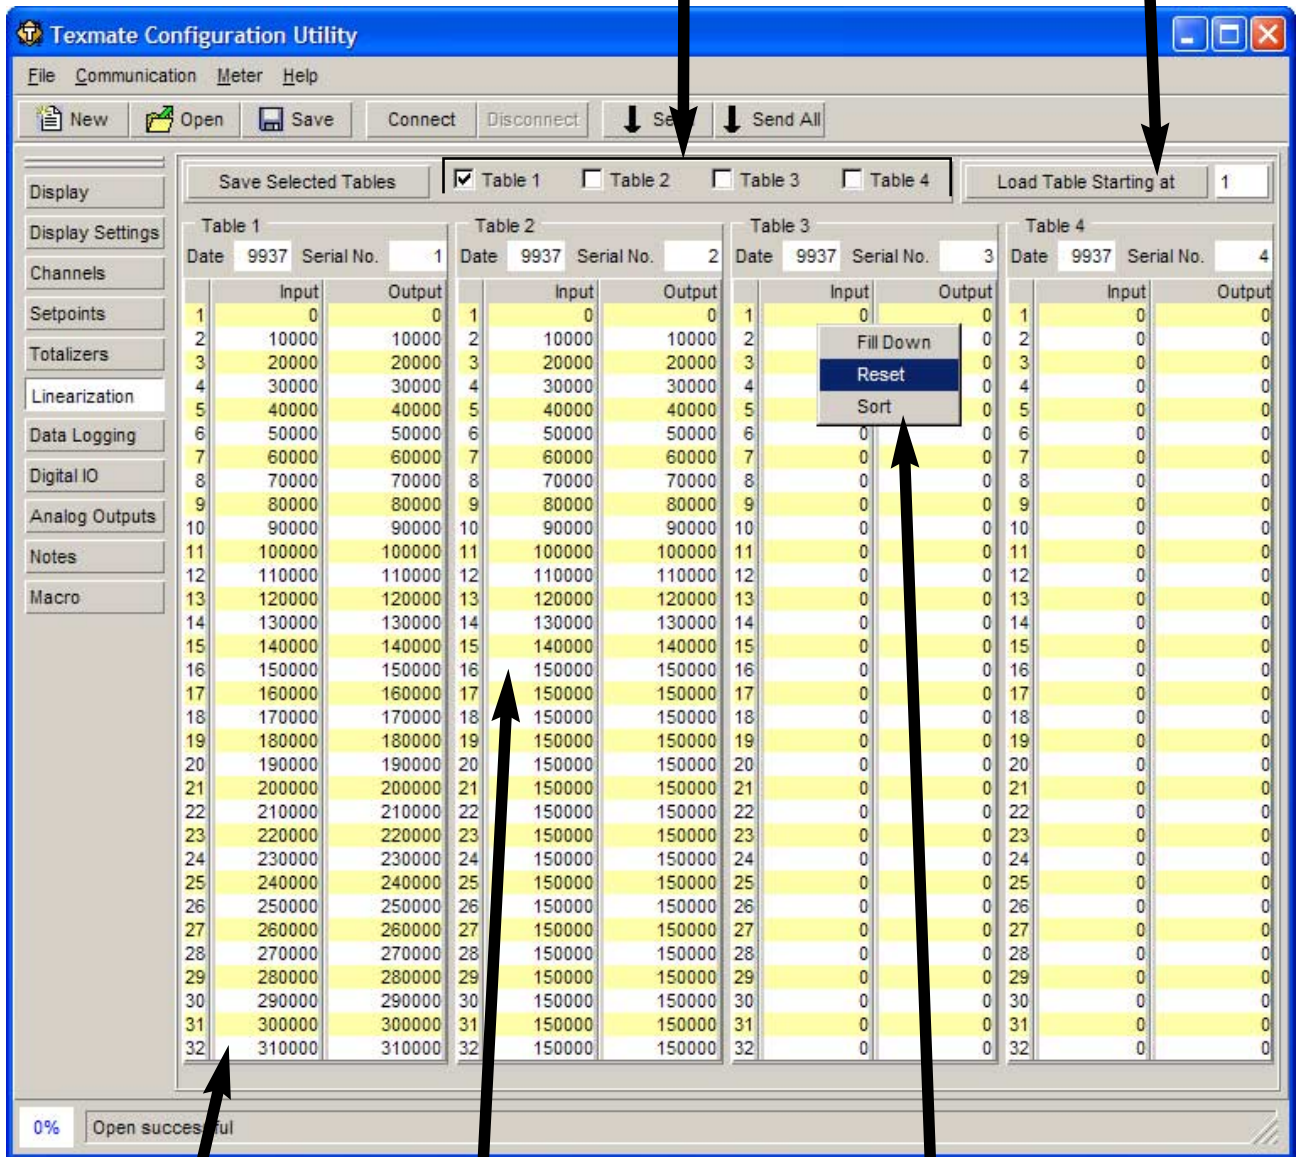 Texmate Configuration Utility
File Communication Meter Help
New Open Save Connect Disconnect Send All
Save Selected Tables Table 1 Table 2 Table 3 Table 4 Load Table Starting at 1
Display
Display Settings
Channels
Setpoints
Totalizers
Linearization
Data Logging
Digital IO
Analog Outputs
Notes
Macro
Table 1 Table 2 Table 3 Table 4
Date 9937 Serial No. 1 Date 9937 Serial No. 2 Date 9937 Serial No. 3 Date 9937 Serial No. 4
Input Output Input Output Input Output Input Output
1 0 0 1 0 0 1 0 0 1 0 0
2 10000 10000 2 10000 10000 2 0 2 0 0
3 20000 20000 3 20000 20000 3 0 3 0 0
4 30000 30000 4 30000 30000 4 0 4 0 0
5 40000 40000 5 40000 40000 5 0 5 0 0
6 50000 50000 6 50000 50000 6 0 0 6 0 0
7 60000 60000 7 60000 60000 7 0 0 7 0 0
8 70000 70000 8 70000 70000 8 0 0 8 0 0
9 80000 80000 9 80000 80000 9 0 0 9 0 0
10 90000 90000 10 90000 90000 10 0 0 10 0 0
11 100000 100000 11 100000 100000 11 0 0 11 0 0
12 110000 110000 12 110000 110000 12 0 0 12 0 0
13 120000 120000 13 120000 120000 13 0 0 13 0 0
14 130000 130000 14 130000 130000 14 0 0 14 0 0
15 140000 140000 15 140000 140000 15 0 0 15 0 0
16 150000 150000 16 150000 150000 16 0 0 16 0 0
17 160000 160000 17 150000 150000 17 0 0 17 0 0
18 170000 170000 18 150000 150000 18 0 0 18 0 0
19 180000 180000 19 150000 150000 19 0 0 19 0 0
20 190000 190000 20 150000 150000 20 0 0 20 0 0
21 200000 200000 21 150000 150000 21 0 0 21 0 0
22 210000 210000 22 150000 150000 22 0 0 22 0 0
23 220000 220000 23 150000 150000 23 0 0 23 0 0
24 230000 230000 24 150000 150000 24 0 0 24 0 0
25 240000 240000 25 150000 150000 25 0 0 25 0 0
26 250000 250000 26 150000 150000 26 0 0 26 0 0
27 260000 260000 27 150000 150000 27 0 0 27 0 0
28 270000 270000 28 150000 150000 28 0 0 28 0 0
29 280000 280000 29 150000 150000 29 0 0 29 0 0
30 290000 290000 30 150000 150000 30 0 0 30 0 0
31 300000 300000 31 150000 150000 31 0 0 31 0 0
32 310000 310000 32 150000 150000 32 0 0 32 0 0
Fill Down
Reset
Sort
0% Open successful